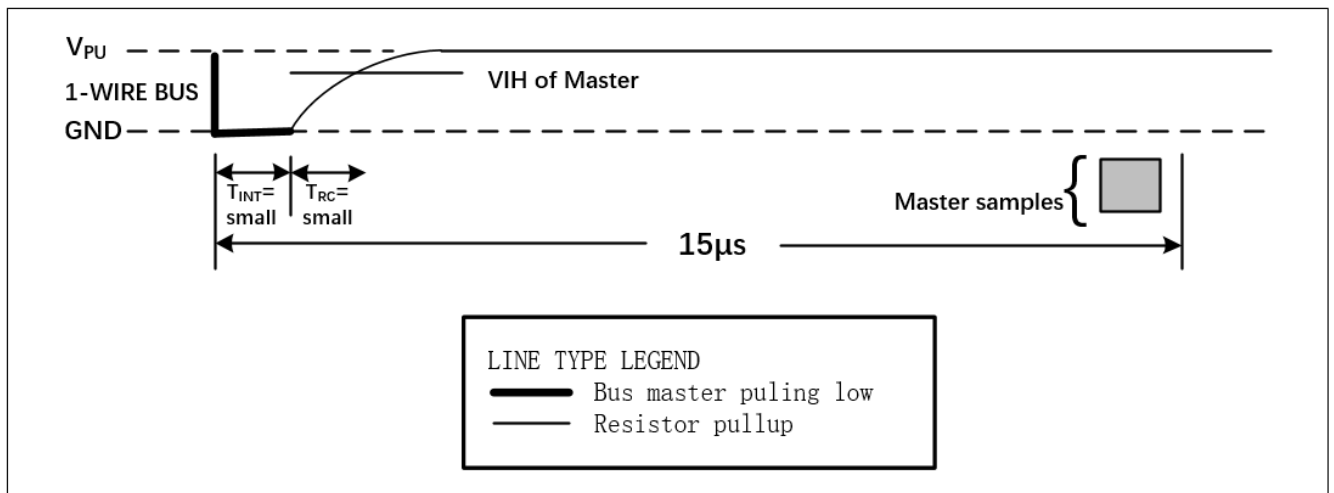 VPU
1-WIRE BUS
VIH of Master
GND
TINT=
small
TRC=
small
Master samples
15μs
LINE TYPE LEGEND
Bus master puling low
Resistor pullup